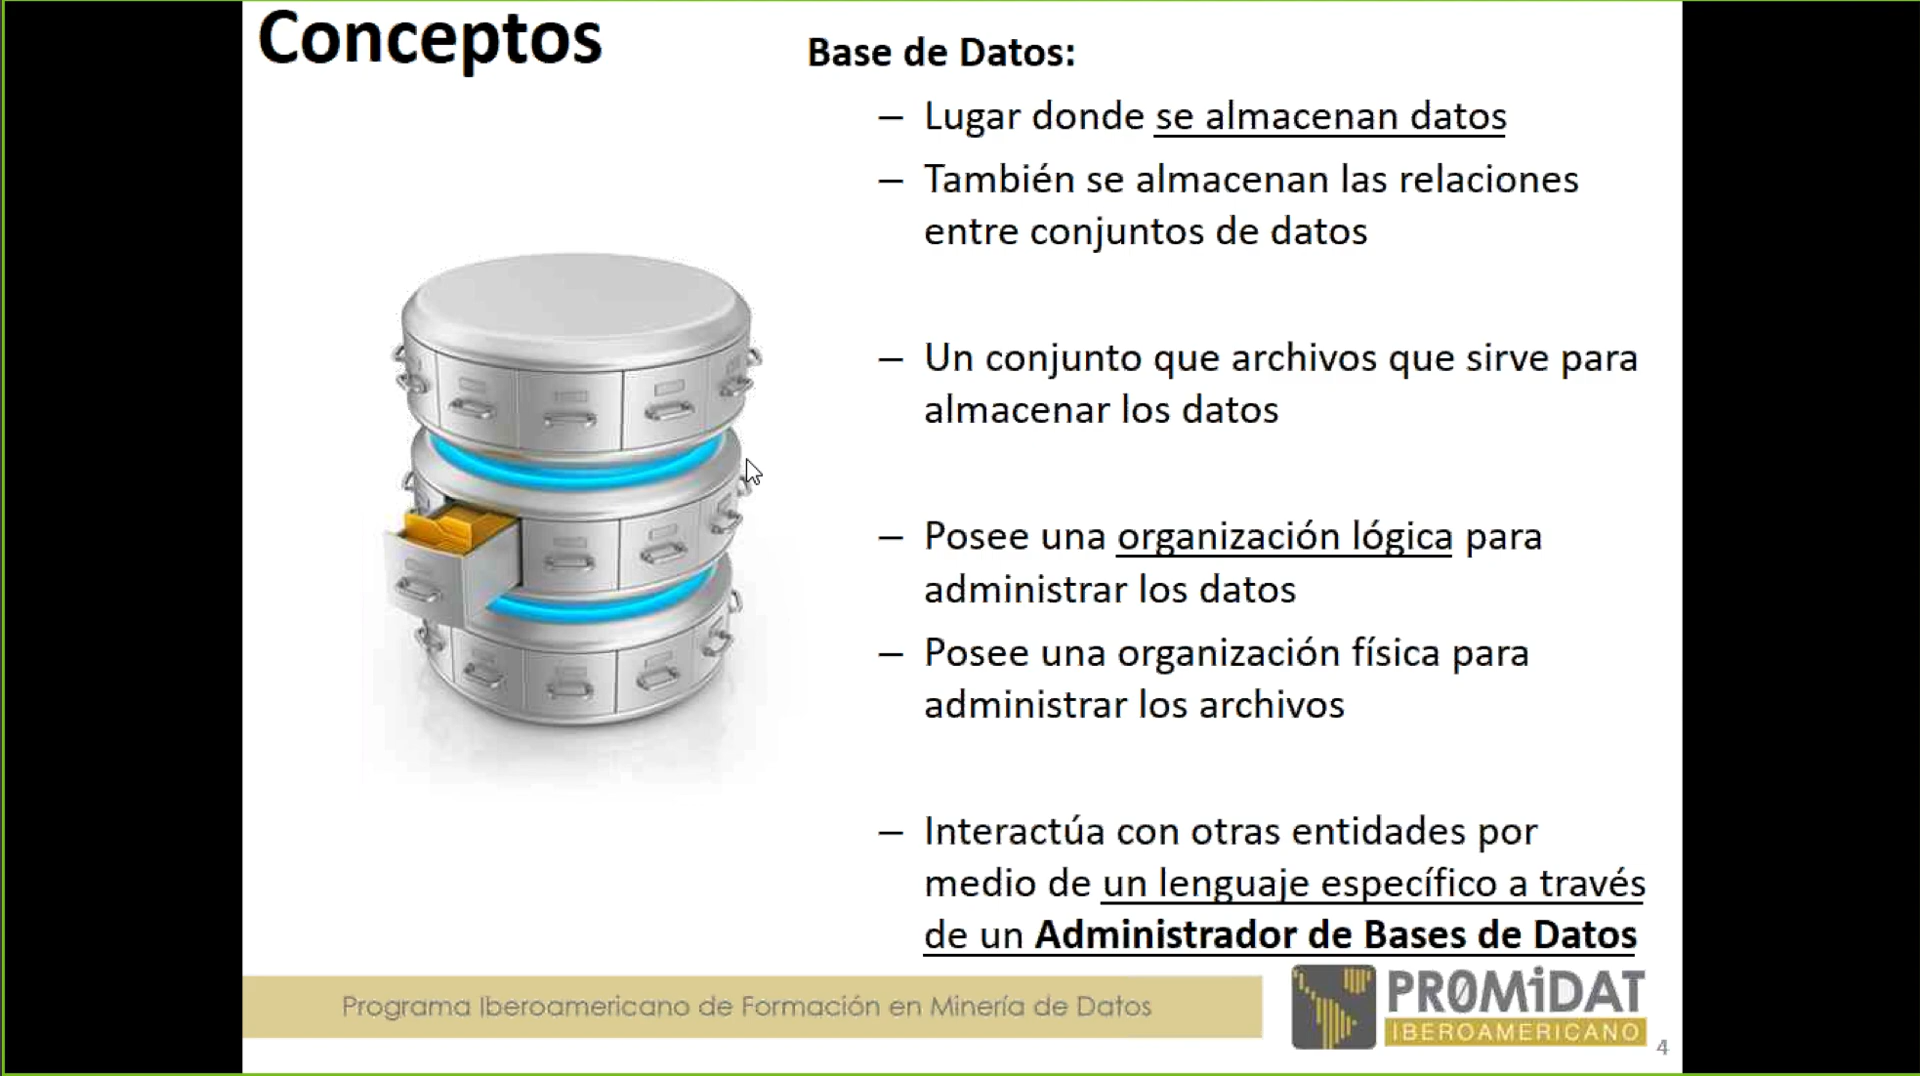 Conceptos
Base de Datos:
– Lugar donde se almacenan datos
– También se almacenan las relaciones
entre conjuntos de datos
– Un conjunto que archivos que sirve para
almacenar los datos
– Posee una organización lógica para
administrar los datos
– Posee una organización física para
administrar los archivos
– Interactúa con otras entidades por
medio de un lenguaje específico a través
de un Administrador de Bases de Datos
Programa Iberoamericano de Formación en Minería de Datos
PR0MiDAT
IBEROAMERICANO
4